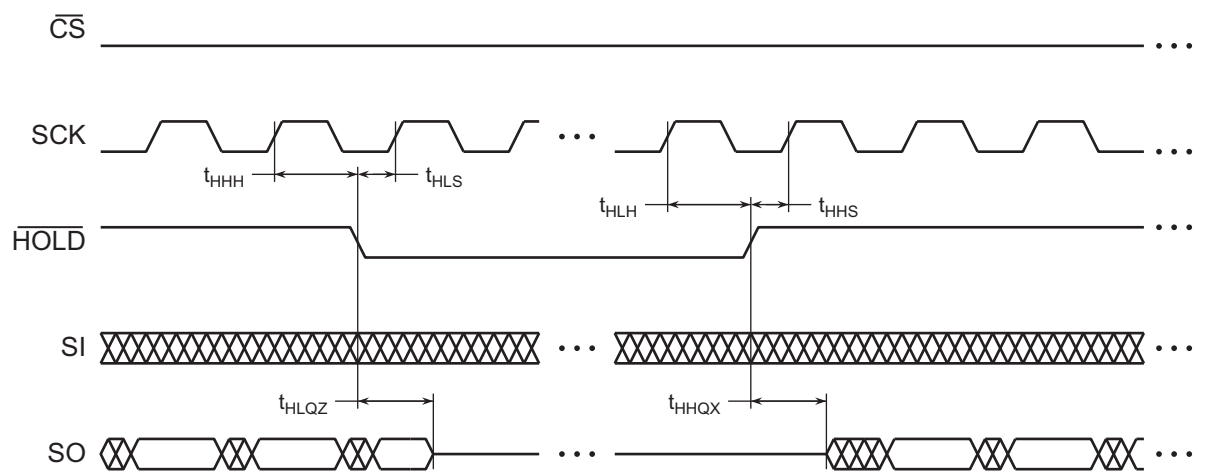 CS
SCK
tHHH
tHLS
tHLH
tHHS
HOLD
SI
tHLQZ
tHHQX
SO